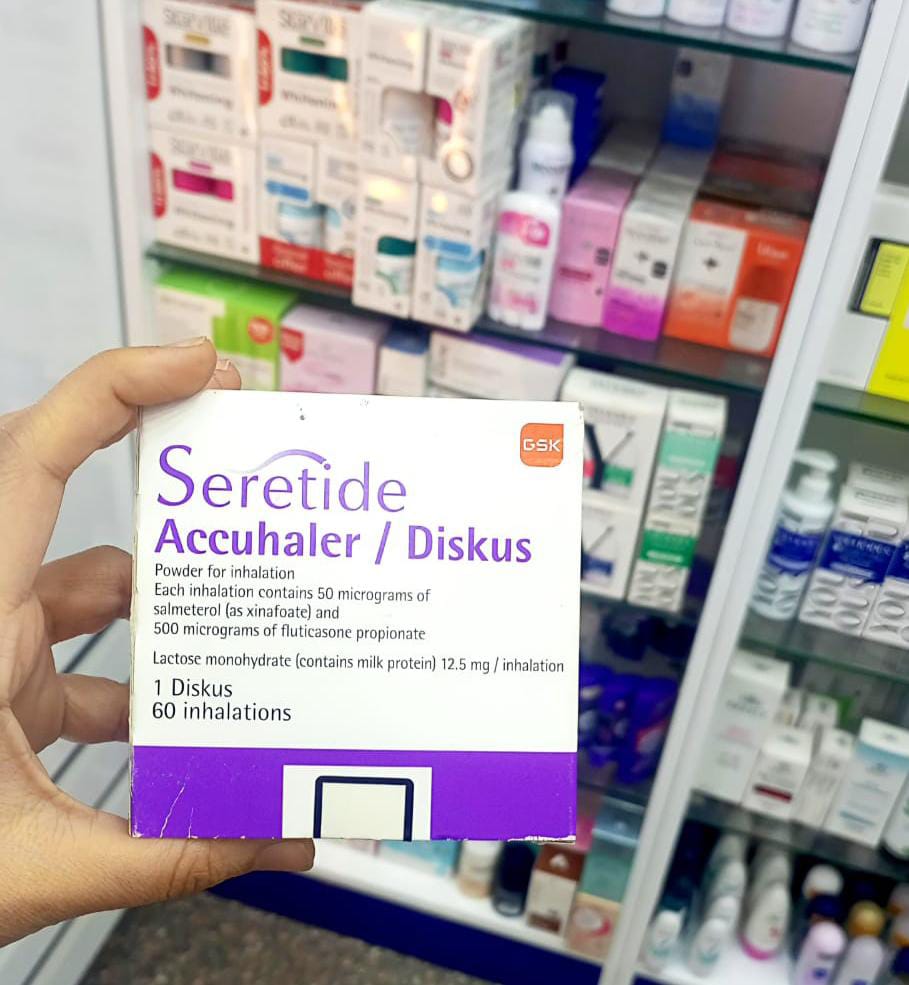 GSK
Seretide
Accuhaler / Diskus
Powder for inhalation
Each inhalation contains 50 micrograms of
salmeterol (as xinafoate) and
500 micrograms of fluticasone propionate
Lactose monohydrate (contains milk protein) 12.5 mg / inhalation
1 Diskus
60 inhalations